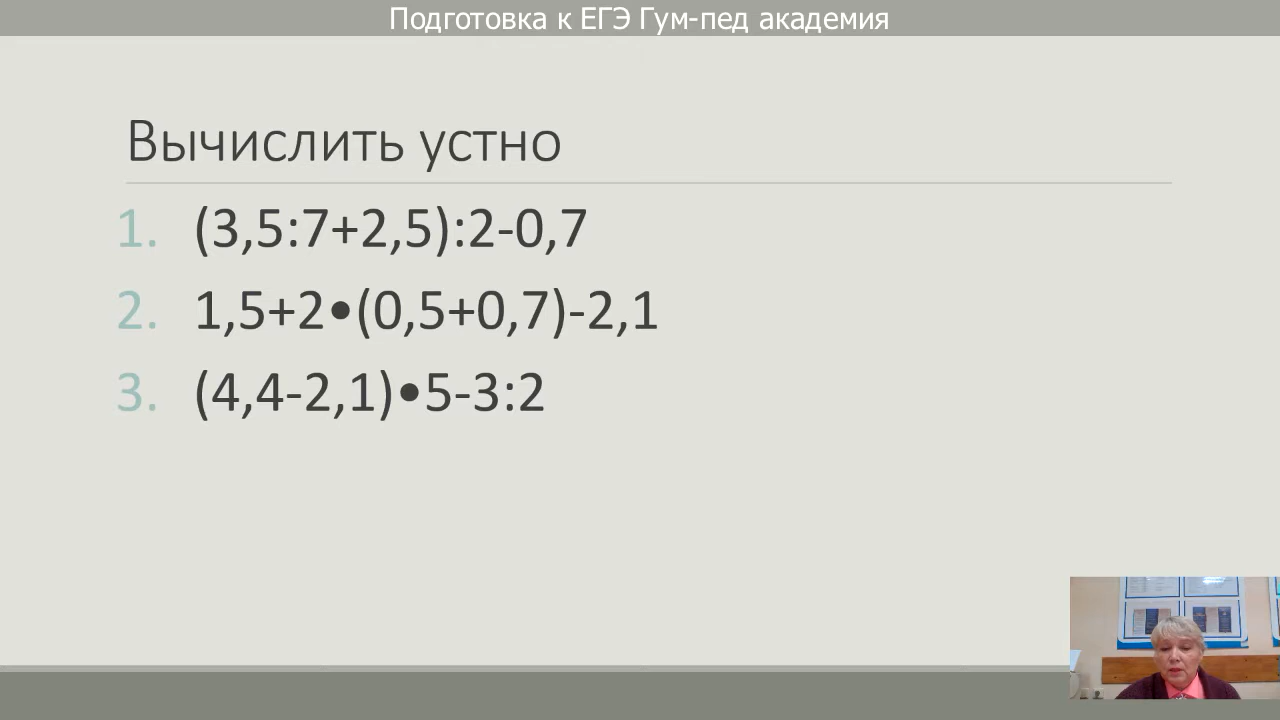 Подготовка к ЕГЭ Гум-пед академия
Вычислить устно
1. (3,5:7+2,5):2-0,7
2. 1,5+2•(0,5+0,7)-2,1
3. (4,4-2,1)•5-3:2